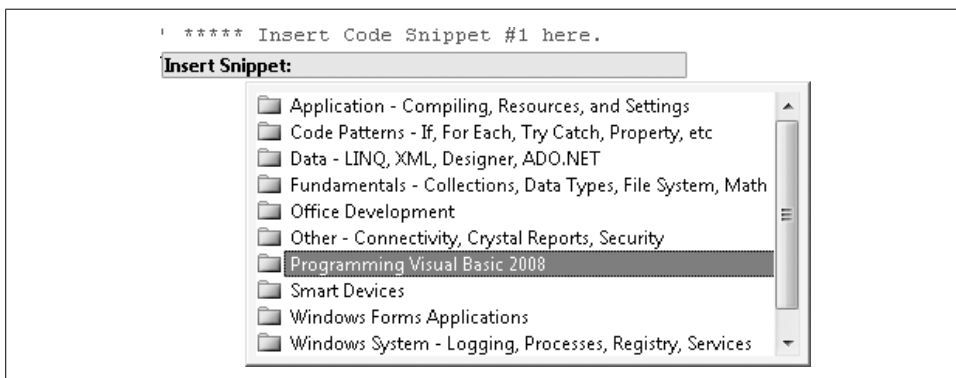 ' ***** Insert Code Snippet #1 here.
Insert Snippet:
Application - Compiling, Resources, and Settings
Code Patterns - If, For Each, Try Catch, Property, etc
Data - LINQ, XML, Designer, ADO.NET
Fundamentals - Collections, Data Types, File System, Math
Office Development
Other - Connectivity, Crystal Reports, Security
Programming Visual Basic 2008
Smart Devices
Windows Forms Applications
Windows System - Logging, Processes, Registry, Services